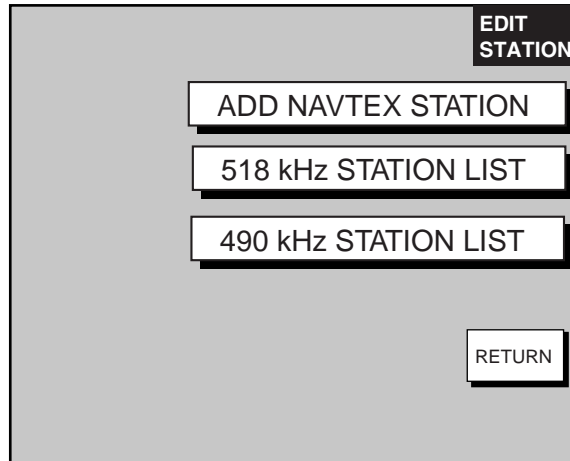 EDIT
STATION
ADD NAVTEX STATION
518 kHz STATION LIST
490 kHz STATION LIST
RETURN